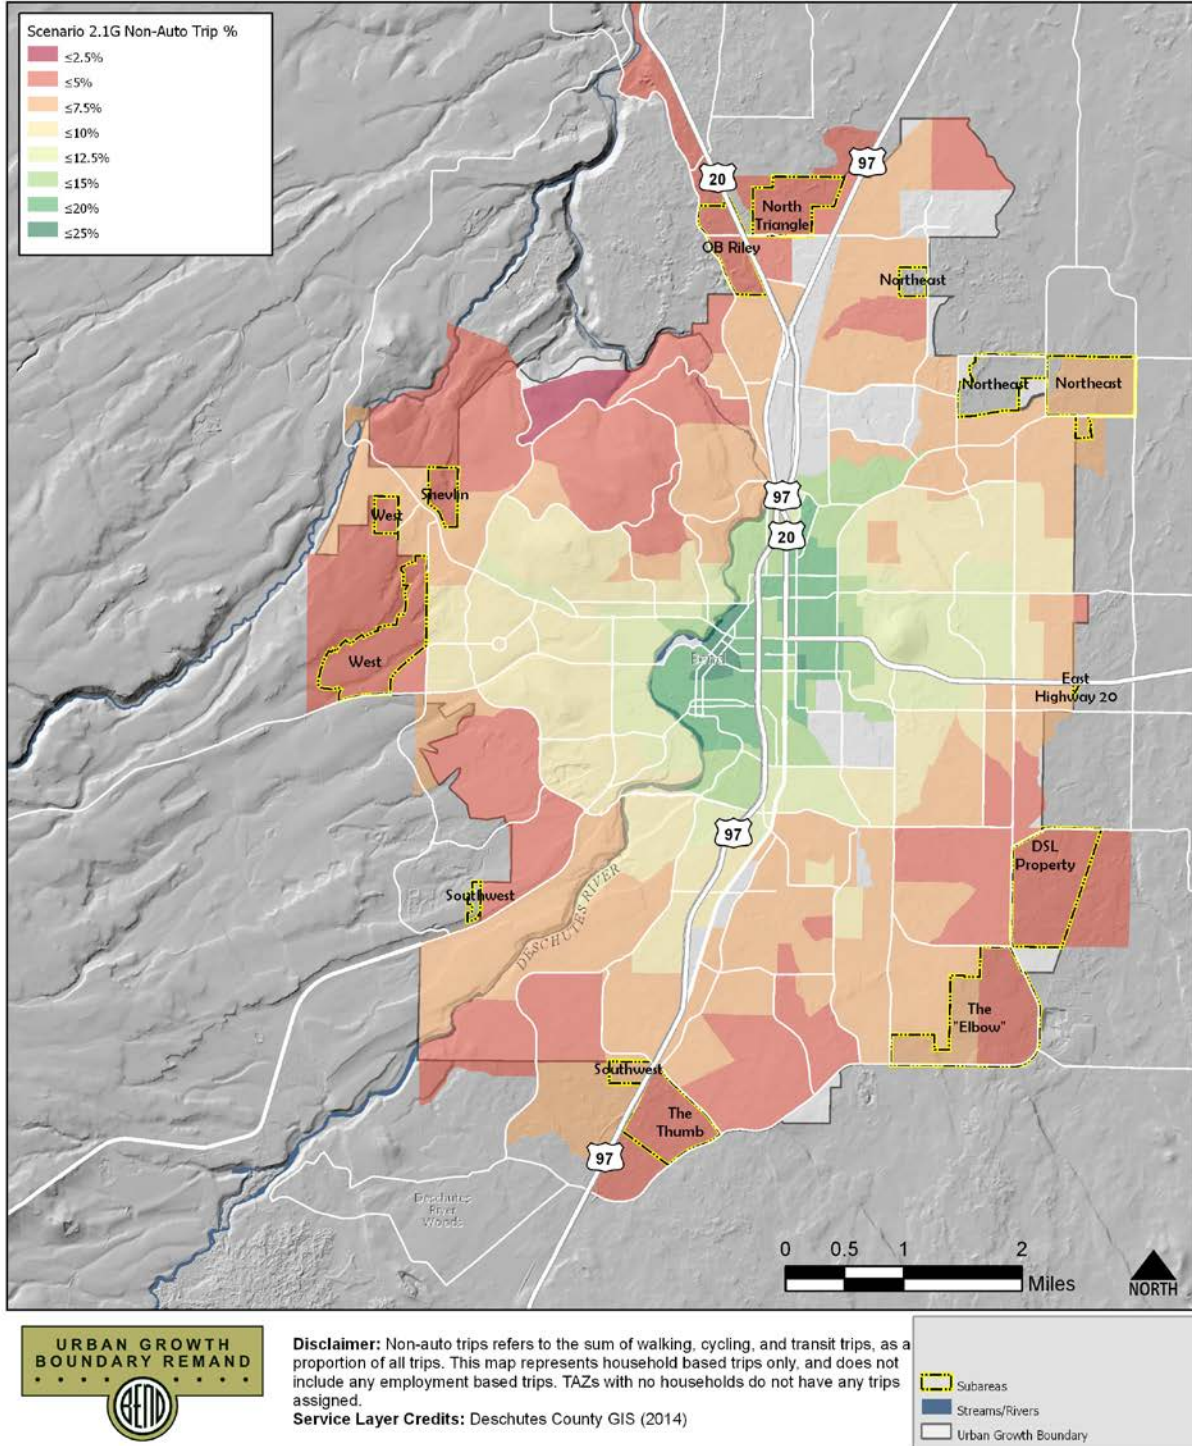 Scenario 2.1G Non-Auto Trip %
≤2.5%
≤5%
≤7.5%
≤10%
≤12.5%
≤15%
≤20%
≤25%
20
97
North
Triangle
OB Riley
Northeast
Northeast
Northeast
Shevlin
West
97
20
West
Bend
East
Highway 20
97
DSL
Property
Southwest
DESCHUTES RIVER
The
"Elbow"
Southwest
The
Thumb
97
Deschutes
River
Woods
0 0.5 1 2
Miles
NORTH
URBAN GROWTH
BOUNDARY REMAND
BEND
Disclaimer: Non-auto trips refers to the sum of walking, cycling, and transit trips, as a
proportion of all trips. This map represents household based trips only, and does not
include any employment based trips. TAZs with no households do not have any trips
assigned.
Service Layer Credits: Deschutes County GIS (2014)
Subareas
Streams/Rivers
Urban Growth Boundary